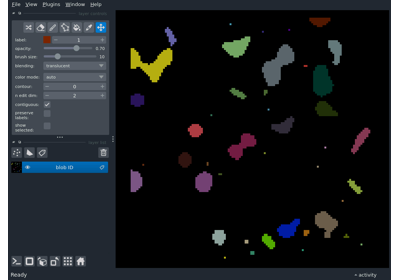 File View Plugins Window Help
label: 1
opacity: 0.70
brush size: 10
blending: translucent
color mode: auto
contour: 0
n edit dim: 2
contiguous:
preserve labels:
show selected:
blob ID
Ready
activity